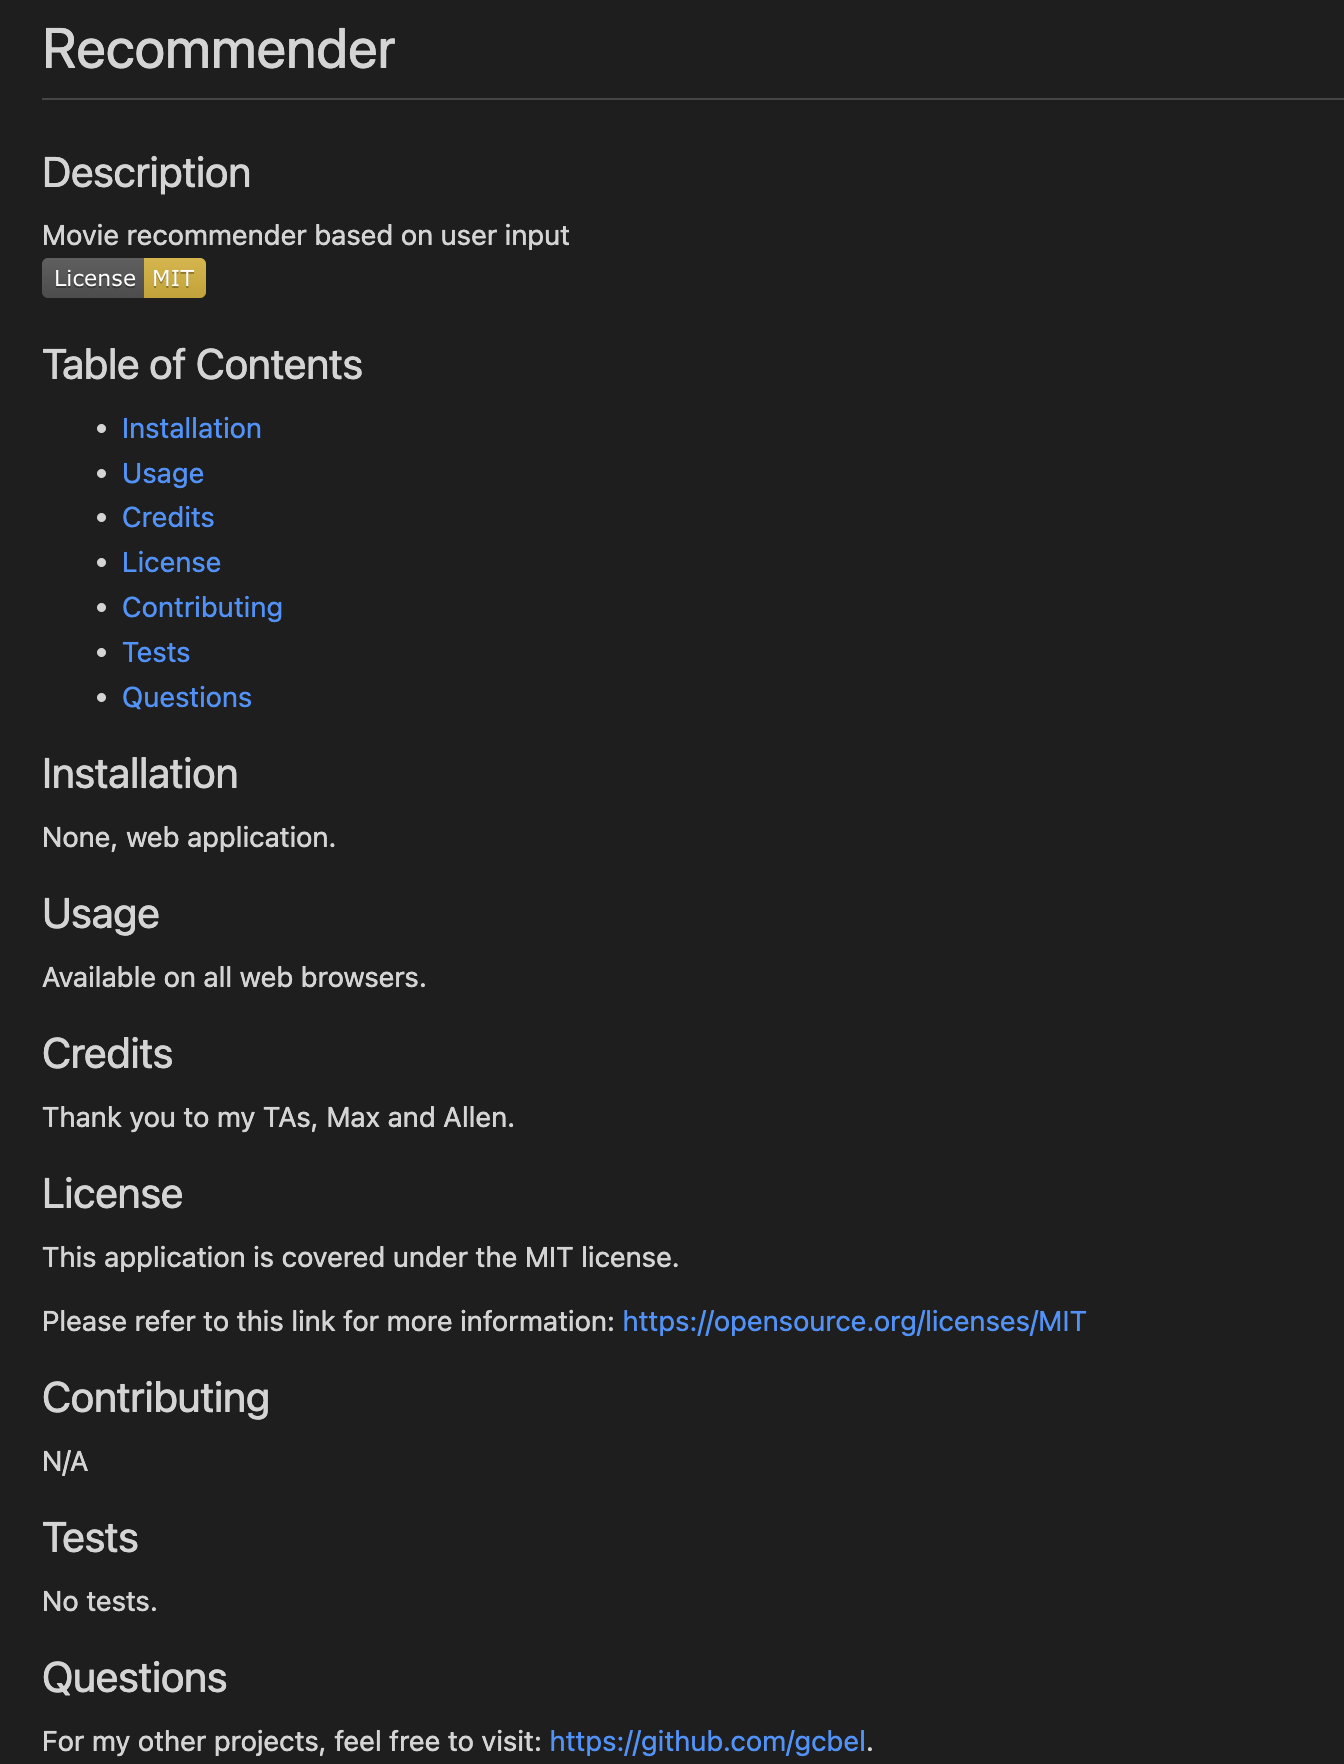 Recommender
Description
Movie recommender based on user input
License MIT
Table of Contents
• Installation
• Usage
• Credits
• License
• Contributing
• Tests
• Questions
Installation
None, web application.
Usage
Available on all web browsers.
Credits
Thank you to my TAs, Max and Allen.
License
This application is covered under the MIT license.
Please refer to this link for more information: https://opensource.org/licenses/MIT
Contributing
N/A
Tests
No tests.
Questions
For my other projects, feel free to visit: https://github.com/gcbel.